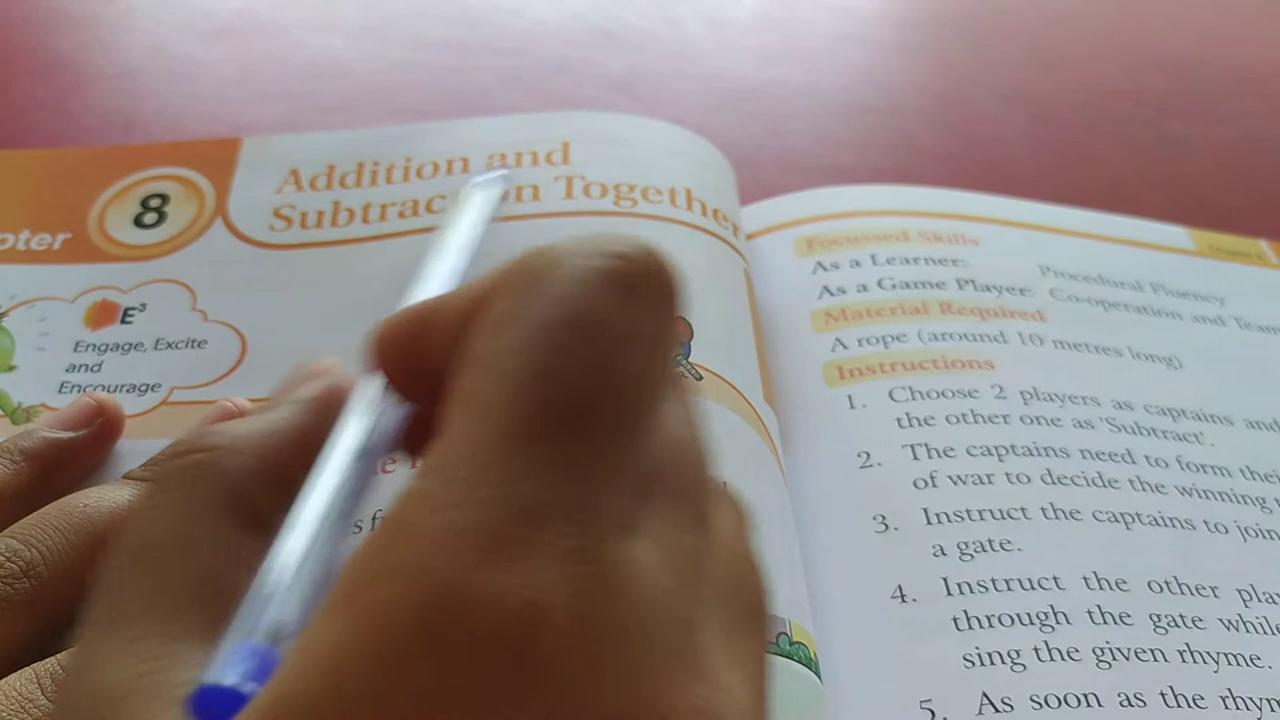 8
Addition and
Subtrac n Together
pter
E³
Engage, Excite
and
Encourage
s f
Focussed Skills
As a Learner: Procedural Fluency
As a Game Player: Co-operation and Team
Material Required
A rope (around 10 metres long)
Instructions
1. Choose 2 players as captains and
the other one as 'Subtract'.
2. The captains need to form thei
of war to decide the winning t
3. Instruct the captains to join
a gate.
4. Instruct the other pla
through the gate while
sing the given rhyme.
5. As soon as the rhym